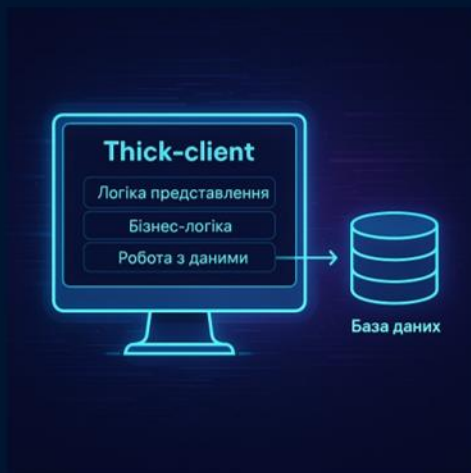 Thick-client
Логіка представлення
Бізнес-логіка
Робота з даними
База даних